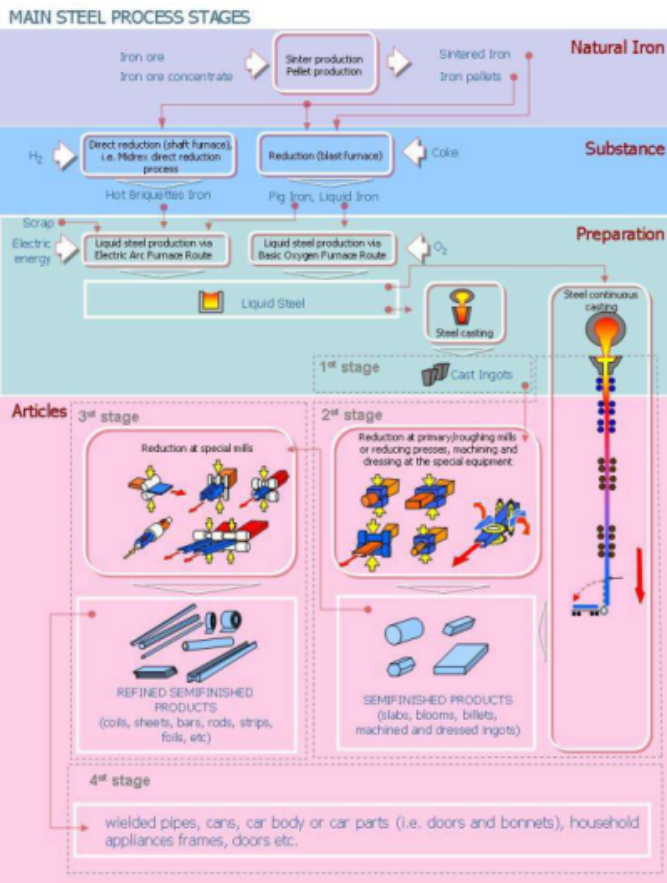 MAIN STEEL PROCESS STAGES
Natural Iron
Iron ore
Iron ore concentrate
Sinter production
Pellet production
Sintered Iron
Iron pellets
Substance
H2
Direct reduction (shaft furnace),
i.e. Midrex direct reduction
process
Reduction (blast furnace)
Coke
Hot Briquettes Iron
Pig Iron, Liquid Iron
Preparation
Scrap
Electric
energy
Liquid steel production via
Electric Arc Furnace Route
Liquid steel production via
Basic Oxygen Furnace Route
O2
Liquid Steel
Steel casting
Steel continuous
casting
1st stage
Cast Ingots
Articles
3st stage
Reduction at special mills
2st stage
Reduction at primary/roughing mills
or reducing presses, machining and
dressing at the special equipment
REFINED SEMIFINISHED
PRODUCTS
(coils, sheets, bars, rods, strips,
foils, etc)
SEMIFINISHED PRODUCTS
(slabs, blooms, billets,
machined and dressed ingots)
4st stage
wielded pipes, cans, car body or car parts (i.e. doors and bonnets), household
appliances frames, doors etc.